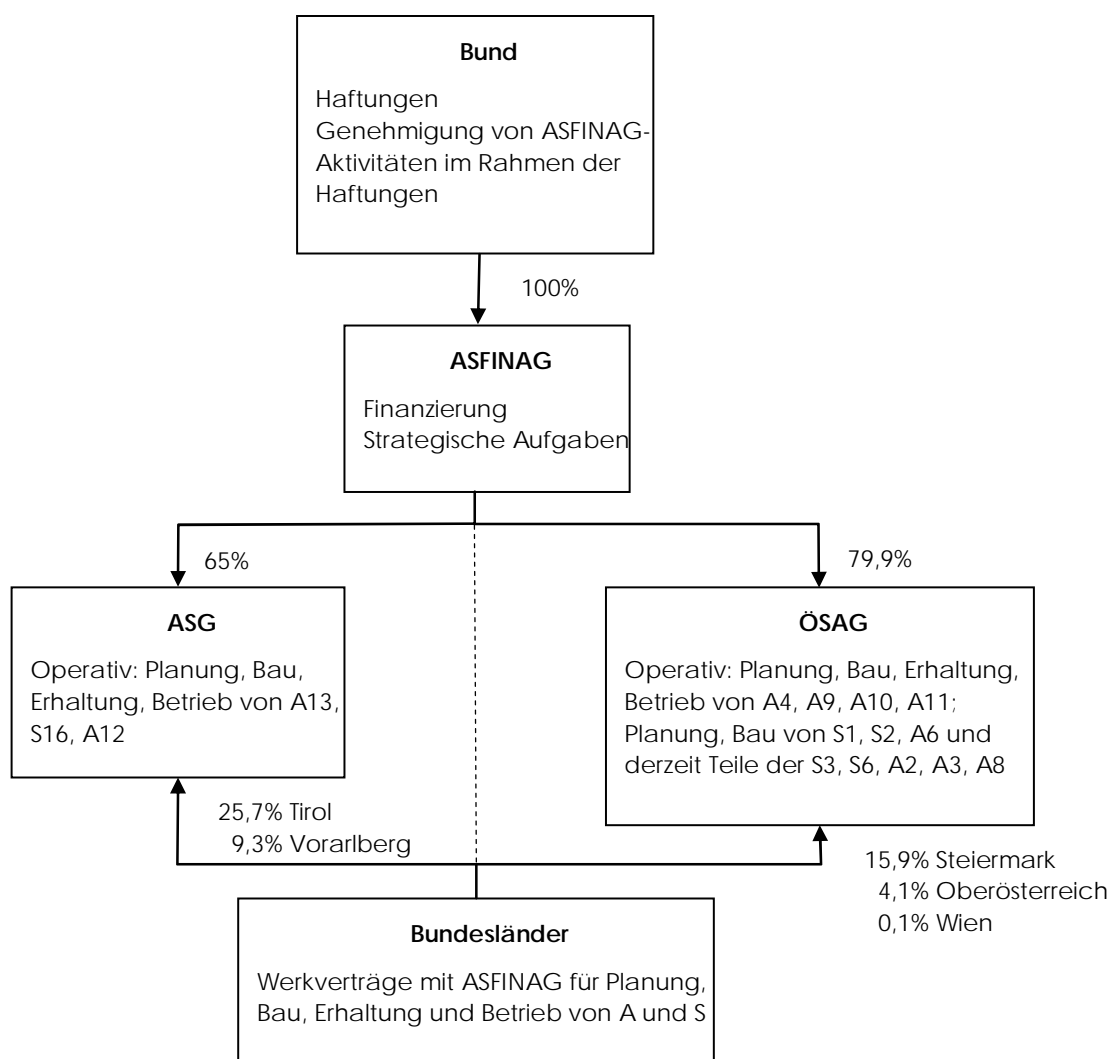 Bund
Haftungen
Genehmigung von ASFINAG-
Aktivitäten im Rahmen der
Haftungen
100%
ASFINAG
Finanzierung
Strategische Aufgaben
65%
79,9%
ASG
Operativ: Planung, Bau,
Erhaltung, Betrieb von A13,
S16, A12
ÖSAG
Operativ: Planung, Bau, Erhaltung,
Betrieb von A4, A9, A10, A11;
Planung, Bau von S1, S2, A6 und
derzeit Teile der S3, S6, A2, A3, A8
25,7% Tirol
9,3% Vorarlberg
15,9% Steiermark
4,1% Oberösterreich
0,1% Wien
Bundesländer
Werkverträge mit ASFINAG für Planung,
Bau, Erhaltung und Betrieb von A und S